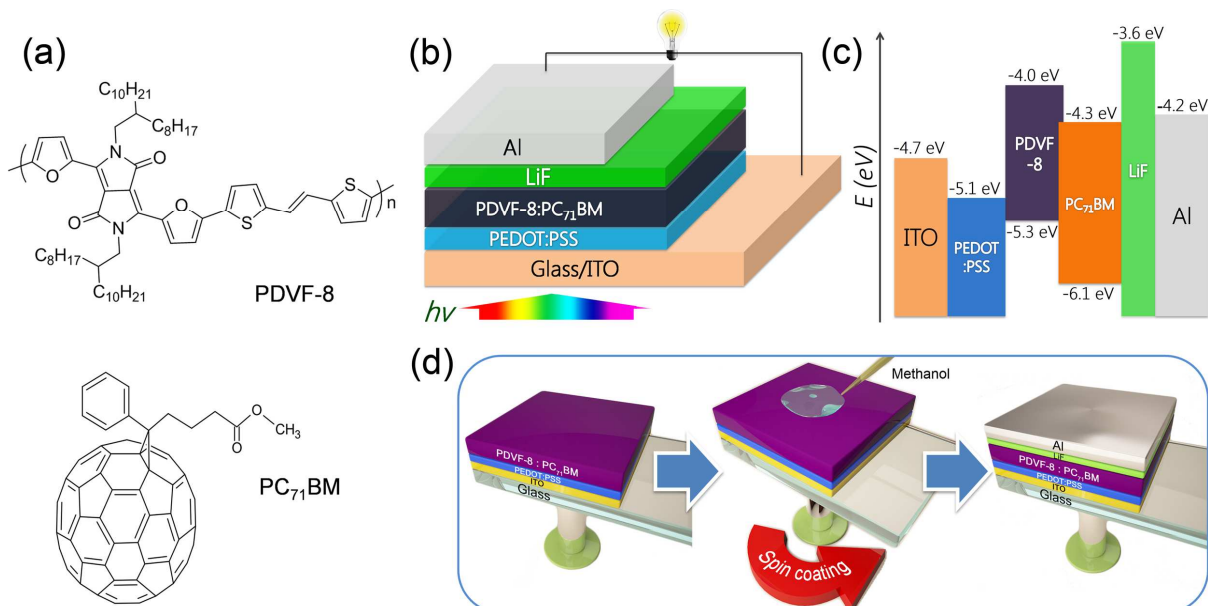 (a)
C₁₀H₂₁
C₈H₁₇
O
N
O
O
N
O
S
S
n
C₈H₁₇
C₁₀H₂₁
PDVF-8
O
O
CH₃
PC₇₁BM
(b)
Al
LiF
PDVF-8:PC₇₁BM
PEDOT:PSS
Glass/ITO
hν
(c)
E (eV)
-3.6 eV
-4.0 eV
-4.3 eV
-4.2 eV
-4.7 eV
-5.1 eV
-5.3 eV
-6.1 eV
ITO
PEDOT
:PSS
PDVF
-8
PC₇₁BM
LiF
Al
(d)
PDVF-8 : PC₇₁BM
PEDOT:PSS
ITO
Glass
Methanol
Spin coating
Al
LiF
PDVF-8 : PC₇₁BM
PEDOT:PSS
ITO
Glass